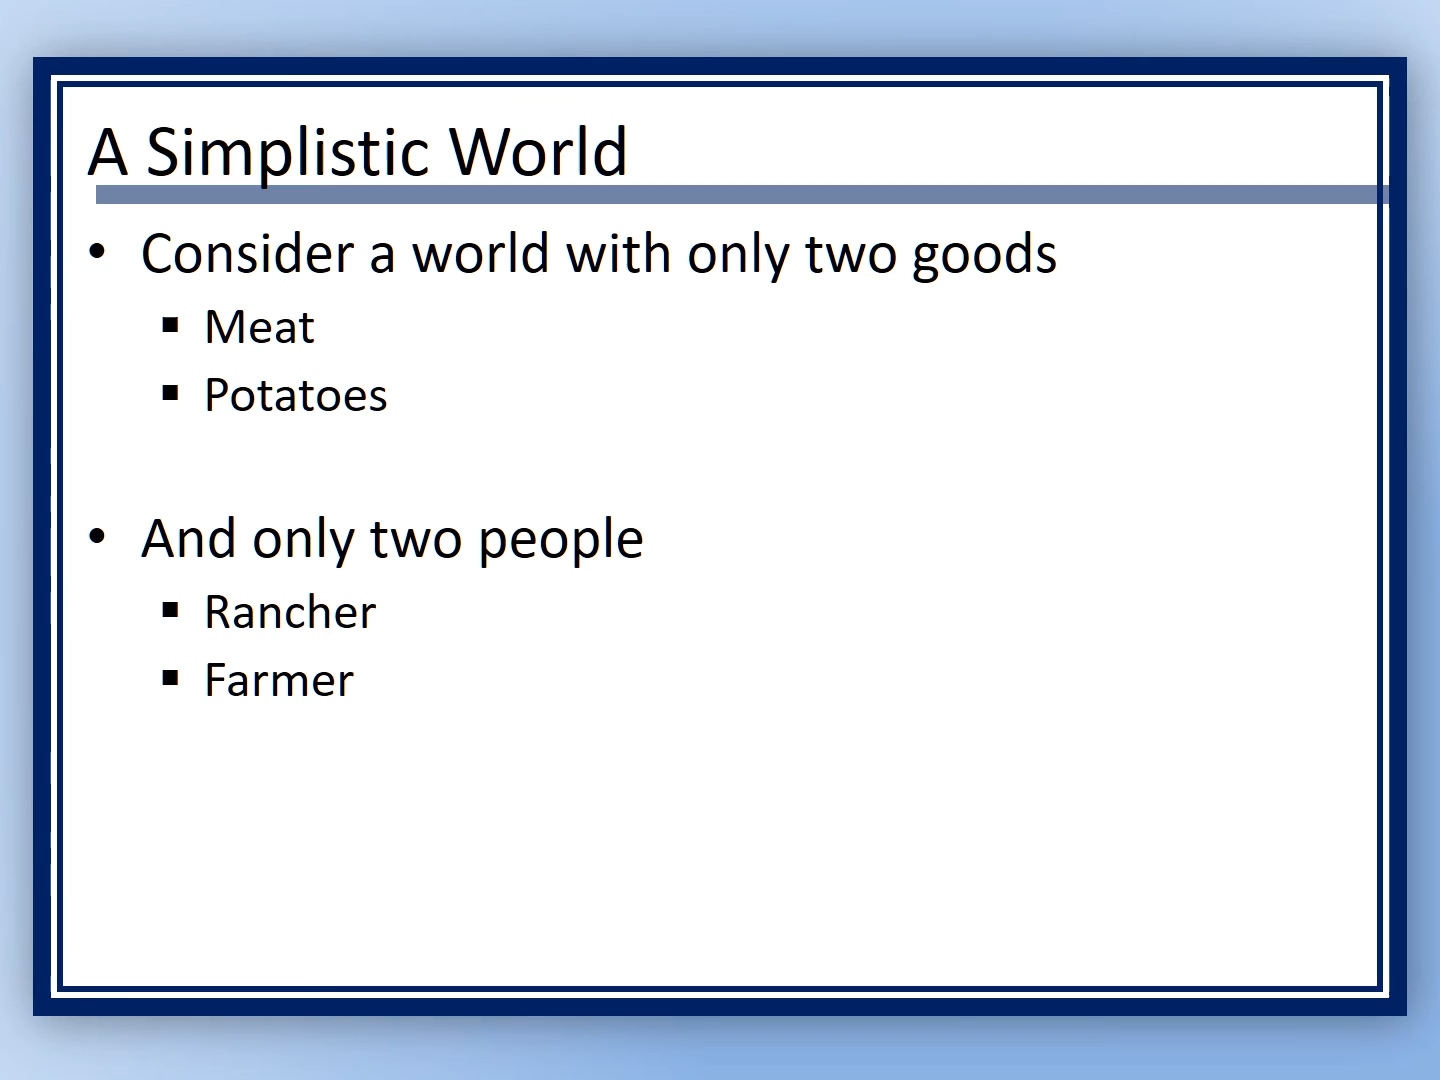 A Simplistic World
• Consider a world with only two goods
▪ Meat
▪ Potatoes
• And only two people
▪ Rancher
▪ Farmer